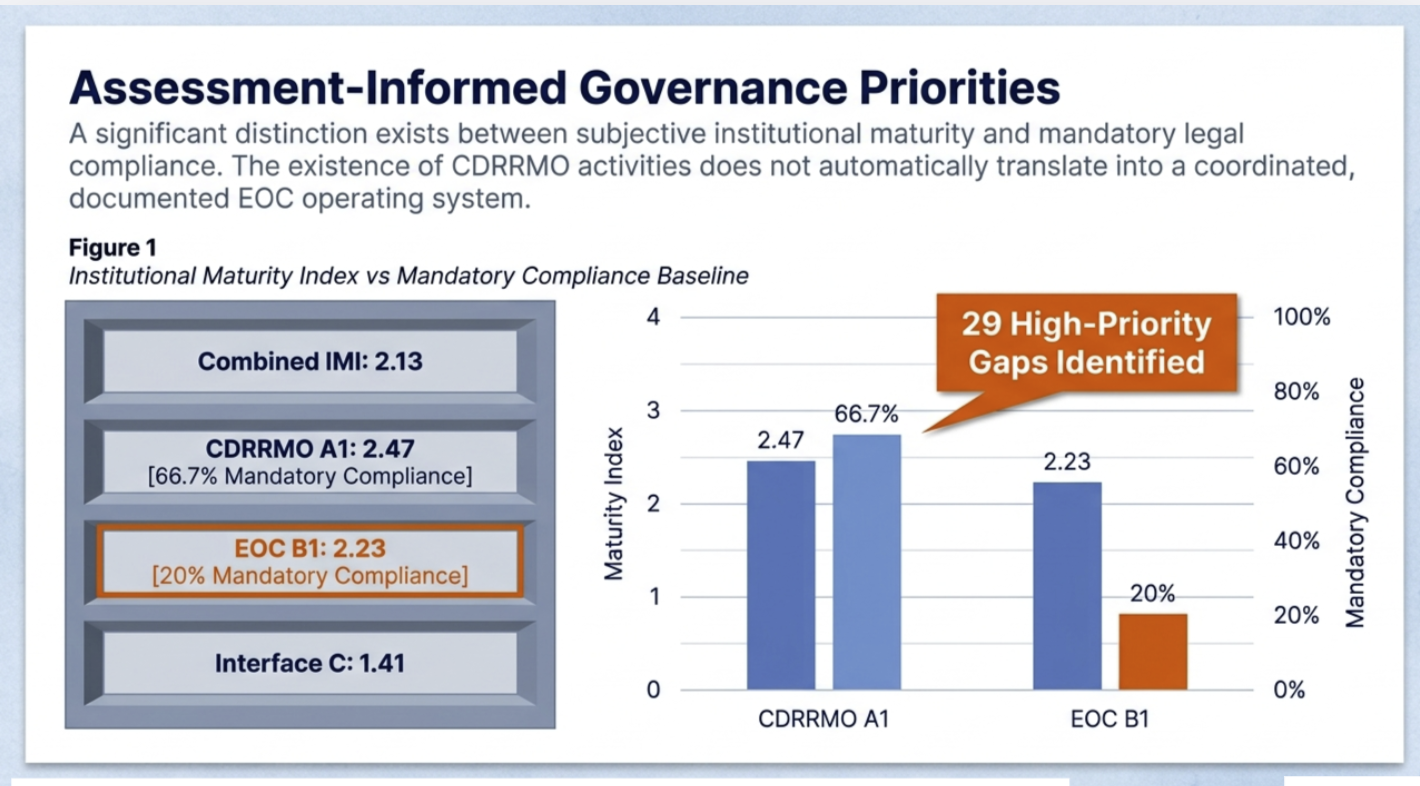 Assessment-Informed Governance Priorities
A significant distinction exists between subjective institutional maturity and mandatory legal
compliance. The existence of CDRRMO activities does not automatically translate into a coordinated,
documented EOC operating system.
Figure 1
Institutional Maturity Index vs Mandatory Compliance Baseline
Combined IMI: 2.13
CDRRMO A1: 2.47
[66.7% Mandatory Compliance]
EOC B1: 2.23
[20% Mandatory Compliance]
Interface C: 1.41
Maturity Index
4
3
2
1
0
2.47
66.7%
2.23
20%
29 High-Priority
Gaps Identified
CDRRMO A1
EOC B1
100%
80%
60%
40%
20%
0%
Mandatory Compliance